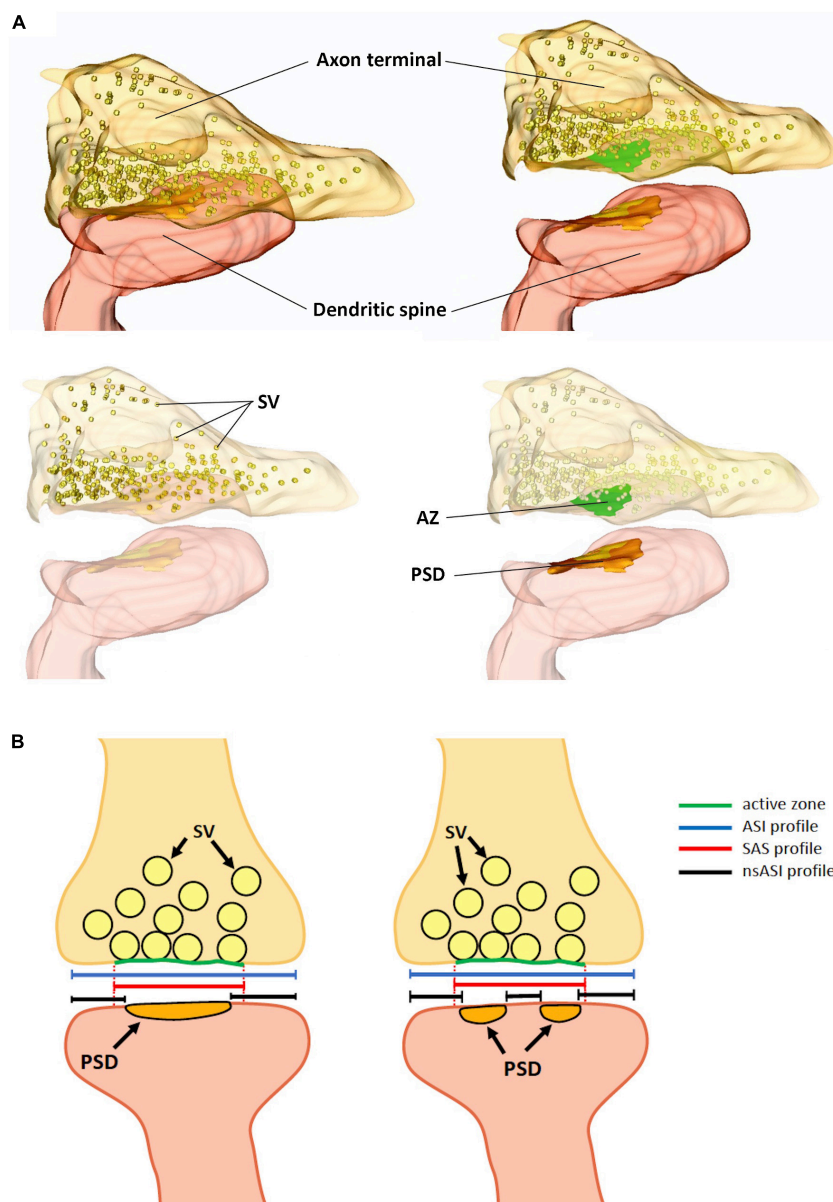 A
Axon terminal
Dendritic spine
SV
AZ
PSD
B
SV
SV
active zone
ASI profile
SAS profile
nsASI profile
PSD
PSD